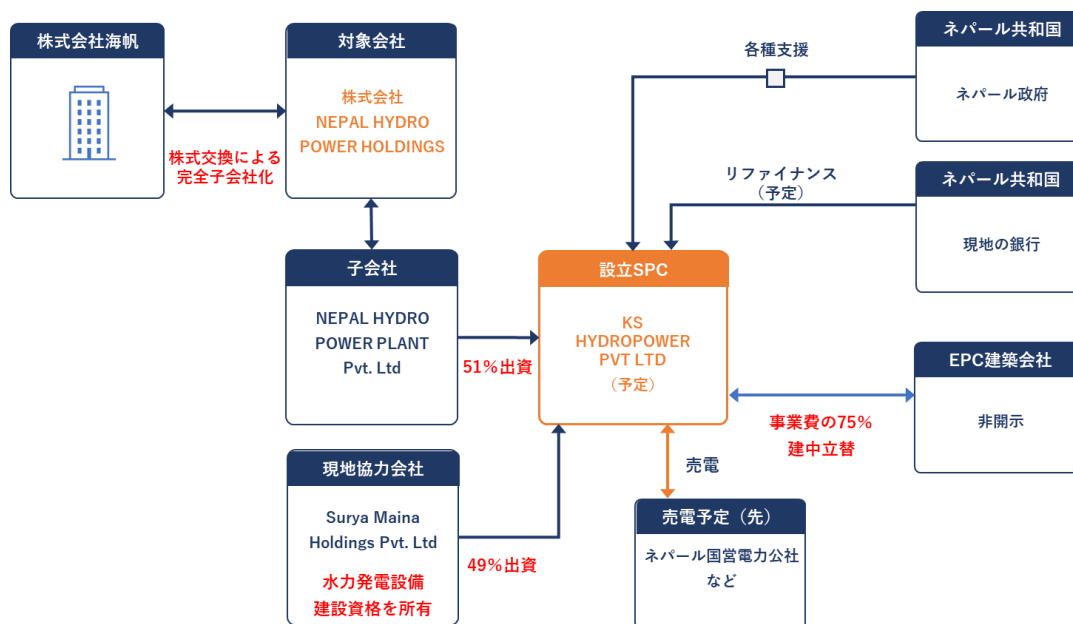 株式会社海帆
株式交換による
完全子会社化
対象会社
株式会社
NEPAL HYDRO
POWER HOLDINGS
子会社
NEPAL HYDRO
POWER PLANT
Pvt. Ltd
51%出資
現地協力会社
Surya Maina
Holdings Pvt. Ltd
水力発電設備
建設資格を所有
49%出資
設立SPC
KS
HYDROPOWER
PVT LTD
（予定）
各種支援
ネパール共和国
ネパール政府
リファイナンス
（予定）
ネパール共和国
現地の銀行
EPC建築会社
非開示
事業費の75%
建中立替
売電
売電予定（先）
ネパール国営電力公社
など